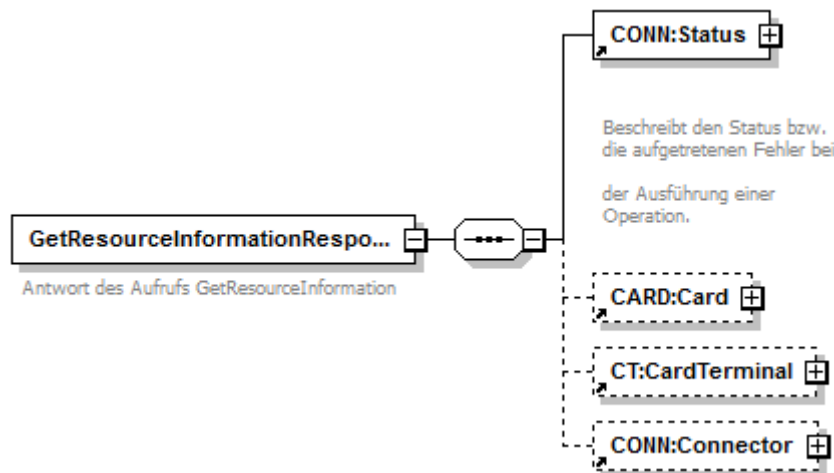 CONN:Status
Beschreibt den Status bzw.
die aufgetretenen Fehler bei
der Ausführung einer
Operation.
GetResourceInformationRespo...
Antwort des Aufrufs GetResourceInformation
CARD:Card
CT:CardTerminal
CONN:Connector